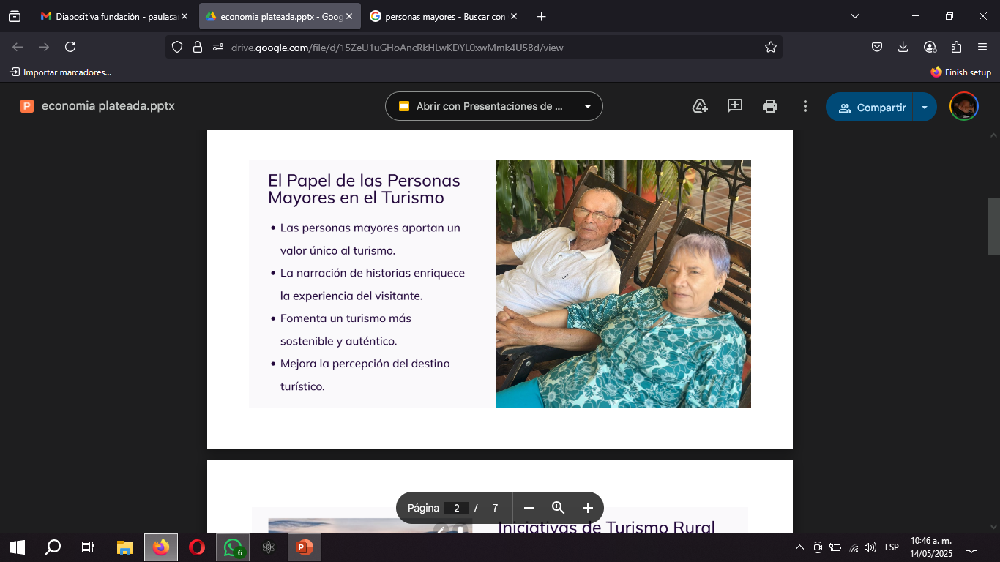 Diapositiva fundación - paulasa
economia plateada.pptx - Goog
personas mayores - Buscar con
drive.google.com/file/d/15ZeU1uGHoAncRkHLwKDYL0xwMmk4U5Bd/view
Importar marcadores...
Finish setup
economia plateada.pptx
Abrir con Presentaciones de ...
Compartir
El Papel de las Personas
Mayores en el Turismo
• Las personas mayores aportan un
valor único al turismo.
• La narración de historias enriquece
la experiencia del visitante.
• Fomenta un turismo más
sostenible y auténtico.
• Mejora la percepción del destino
turístico.
Página 2 / 7
Iniciativas de Turismo Rural
6
ESP
10:46 a. m.
14/05/2025